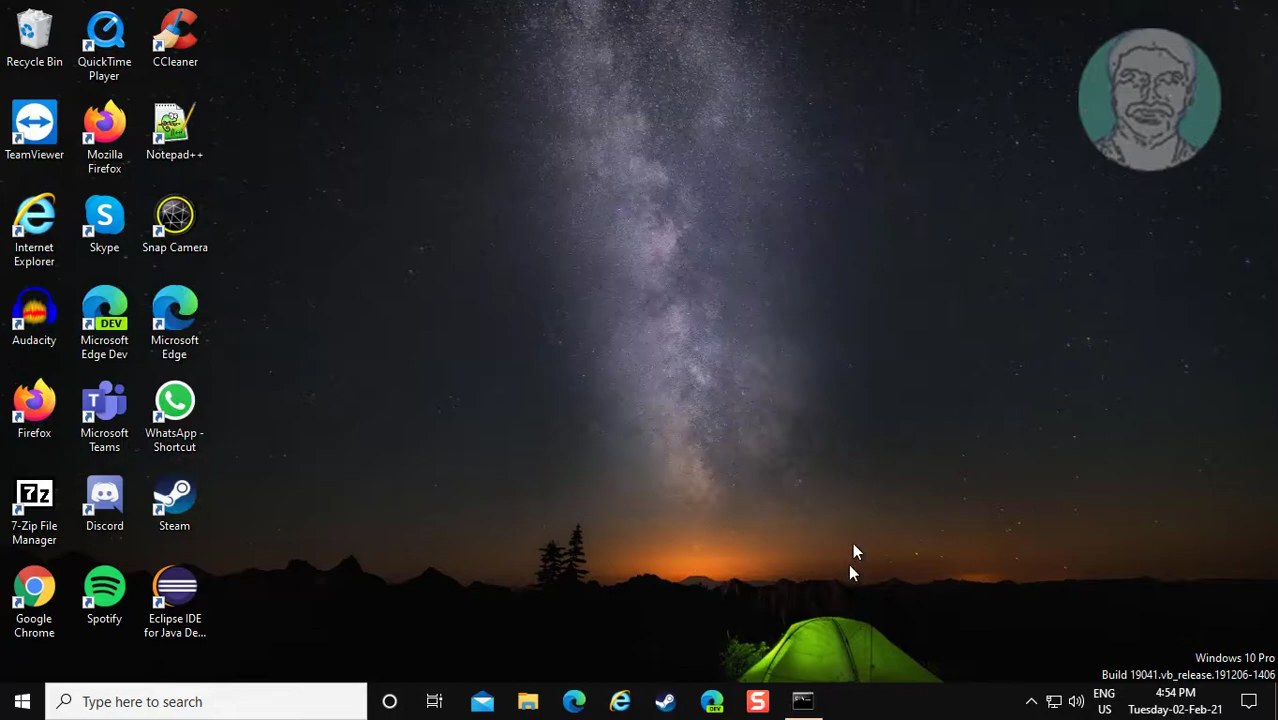 Recycle Bin
QuickTime
Player
CCleaner
TeamViewer
Mozilla
Firefox
Notepad++
Internet
Explorer
Skype
Snap Camera
Audacity
DEV
Microsoft
Edge Dev
Microsoft
Edge
Firefox
Microsoft
Teams
WhatsApp -
Shortcut
7z
7-Zip File
Manager
Discord
Steam
Google
Chrome
Spotify
Eclipse IDE
for Java De...
Windows 10 Pro
Build 19041.vb_release.191206-1406
Type here to search
ENG
US
4:54 PM
Tuesday-02-Feb-21